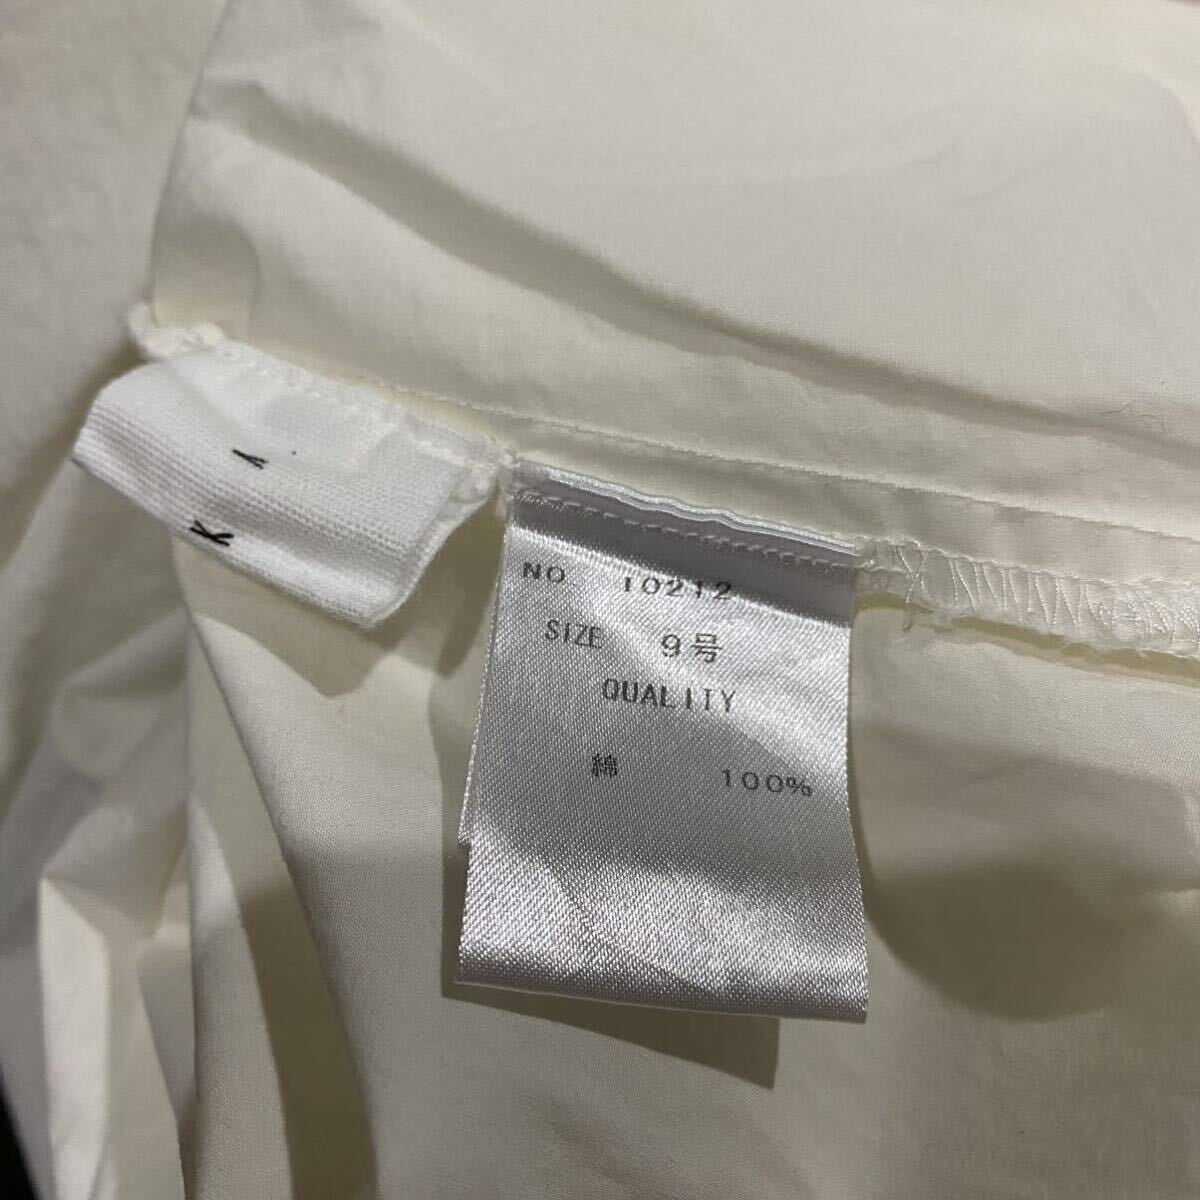 K Y
NO. 10212
SIZE 9号
QUALITY
綿 100%